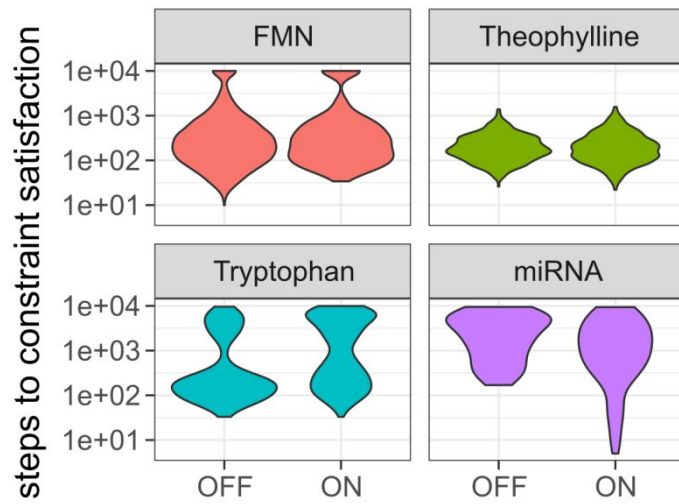 steps to constraint satisfaction
FMN
Theophylline
1e+04
1e+03
1e+02
1e+01
Tryptophan
miRNA
1e+04
1e+03
1e+02
1e+01
OFF
ON
OFF
ON